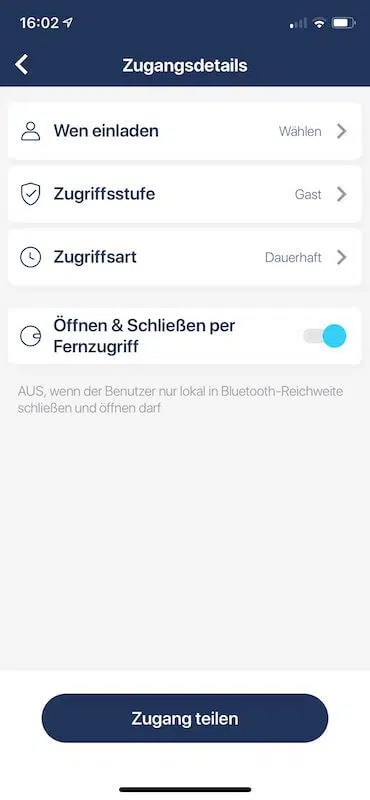 16:02
Zugangsdetails
Wen einladen Wählen
Zugriffsstufe Gast
Zugriffsart Dauerhaft
Öffnen & Schließen per
Fernzugriff
AUS, wenn der Benutzer nur lokal in Bluetooth-Reichweite
schließen und öffnen darf
Zugang teilen